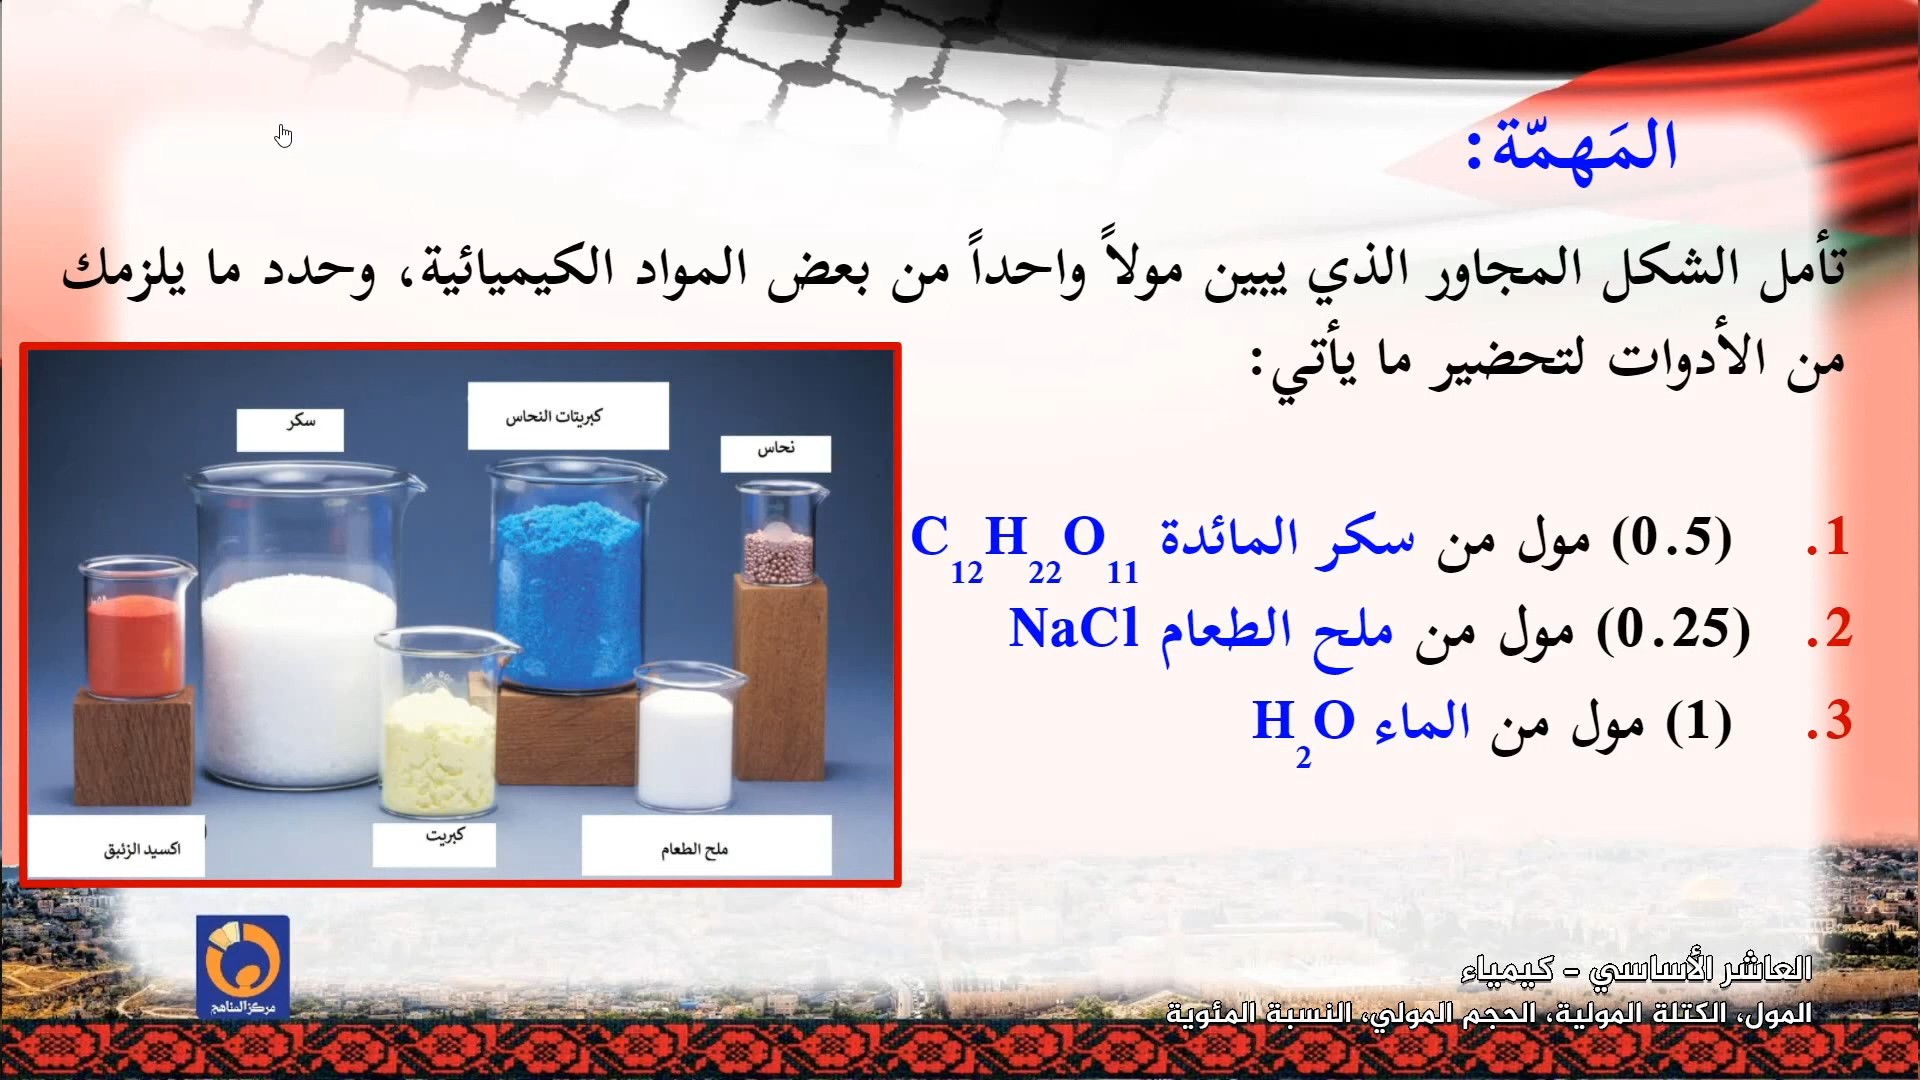 المَهمّة:
تأمل الشكل المجاور الذي يبين مولاً واحداً من بعض المواد الكيميائية، وحدد ما يلزمك
من الأدوات لتحضير ما يأتي:
سكر
كبريتات النحاس
نحاس
1. (0.5) مول من سكر المائدة C12H22O11
2. (0.25) مول من ملح الطعام NaCl
3. (1) مول من الماء H2O
اكسيد الزئبق
كبريت
ملح الطعام
مركز المناهج
العاشر الأساسي - كيمياء
المول، الكتلة المولية، الحجم المولي، النسبة المئوية